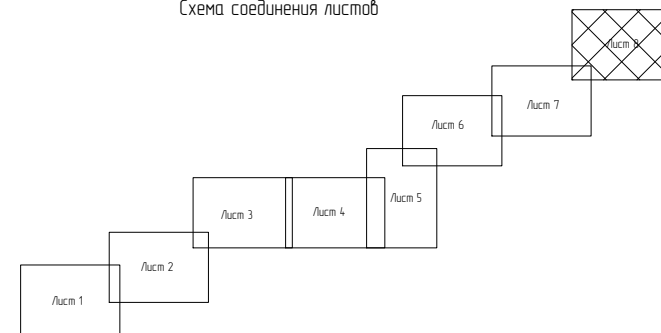 Схема соединения листов
Лист 8
Лист 7
Лист 6
Лист 5
Лист 3
Лист 4
Лист 2
Лист 1